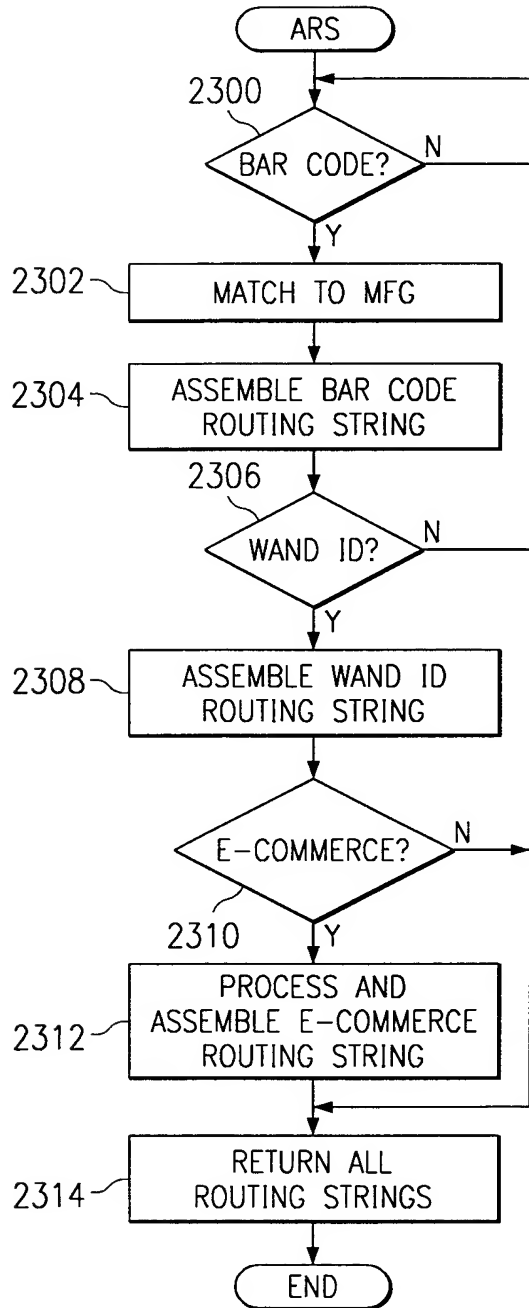 ARS
2300
BAR CODE?
N
Y
2302
MATCH TO MFG
2304
ASSEMBLE BAR CODE
ROUTING STRING
2306
WAND ID?
N
Y
2308
ASSEMBLE WAND ID
ROUTING STRING
E-COMMERCE?
N
2310
Y
2312
PROCESS AND
ASSEMBLE E-COMMERCE
ROUTING STRING
2314
RETURN ALL
ROUTING STRINGS
END